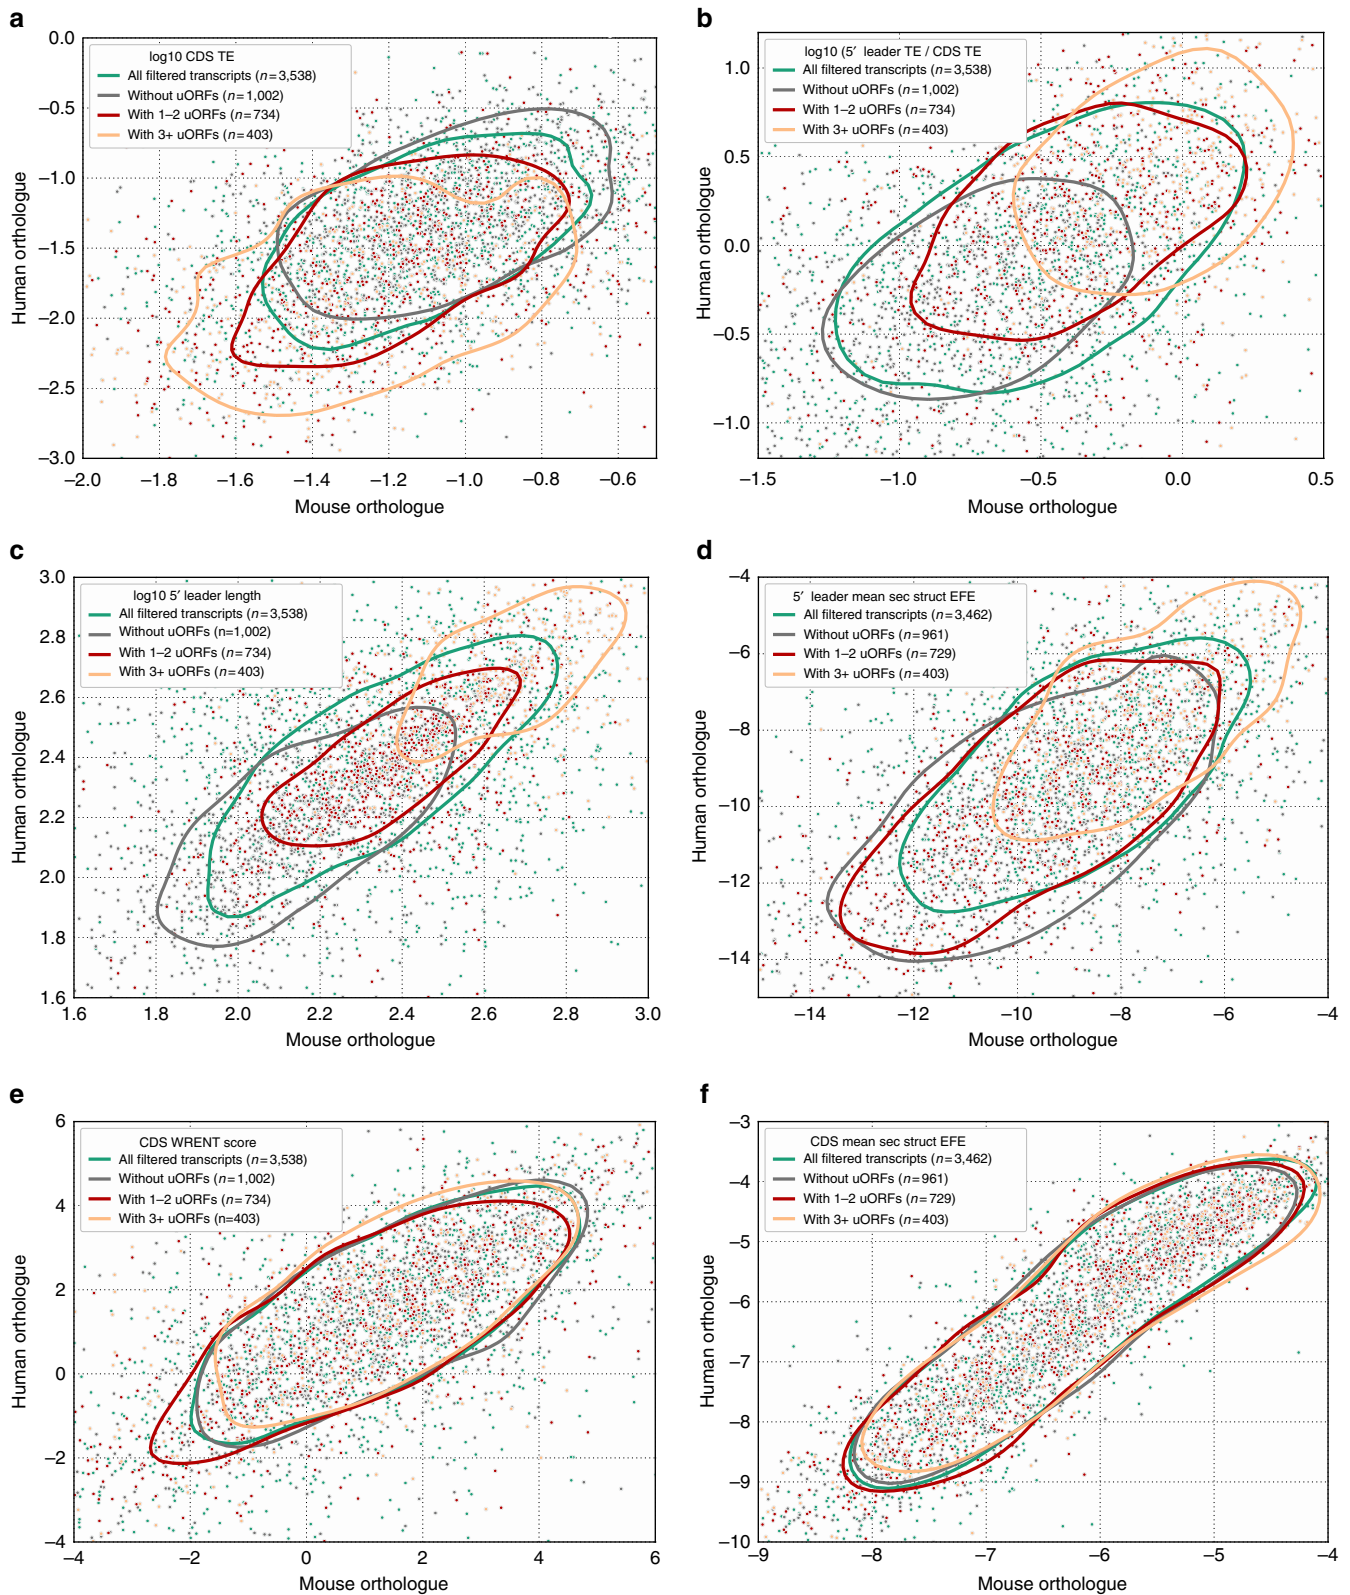 a
log10 CDS TE
All filtered transcripts (n=3,538)
Without uORFs (n=1,002)
With 1–2 uORFs (n=734)
With 3+ uORFs (n=403)
0.0
–0.5
–1.0
–1.5
–2.0
–2.5
–3.0
Human orthologue
–2.0 –1.8 –1.6 –1.4 –1.2 –1.0 –0.8 –0.6
Mouse orthologue
b
log10 (5′ leader TE / CDS TE
All filtered transcripts (n=3,538)
Without uORFs (n=1,002)
With 1–2 uORFs (n=734)
With 3+ uORFs (n=403)
1.0
0.5
0.0
–0.5
–1.0
Human orthologue
–1.5 –1.0 –0.5 0.0 0.5
Mouse orthologue
c
log10 5′ leader length
All filtered transcripts (n=3,538)
Without uORFs (n=1,002)
With 1–2 uORFs (n=734)
With 3+ uORFs (n=403)
3.0
2.8
2.6
2.4
2.2
2.0
1.8
1.6
Human orthologue
1.6 1.8 2.0 2.2 2.4 2.6 2.8 3.0
Mouse orthologue
d
5′ leader mean sec struct EFE
All filtered transcripts (n=3,462)
Without uORFs (n=961)
With 1–2 uORFs (n=729)
With 3+ uORFs (n=403)
–4
–6
–8
–10
–12
–14
Human orthologue
–14 –12 –10 –8 –6 –4
Mouse orthologue
e
CDS WRENT score
All filtered transcripts (n=3,538)
Without uORFs (n=1,002)
With 1–2 uORFs (n=734)
With 3+ uORFs (n=403)
6
4
2
0
–2
–4
Human orthologue
–4 –2 0 2 4 6
Mouse orthologue
f
CDS mean sec struct EFE
All filtered transcripts (n=3,462)
Without uORFs (n=961)
With 1–2 uORFs (n=729)
With 3+ uORFs (n=403)
–3
–4
–5
–6
–7
–8
–9
–10
Human orthologue
–9 –8 –7 –6 –5 –4
Mouse orthologue